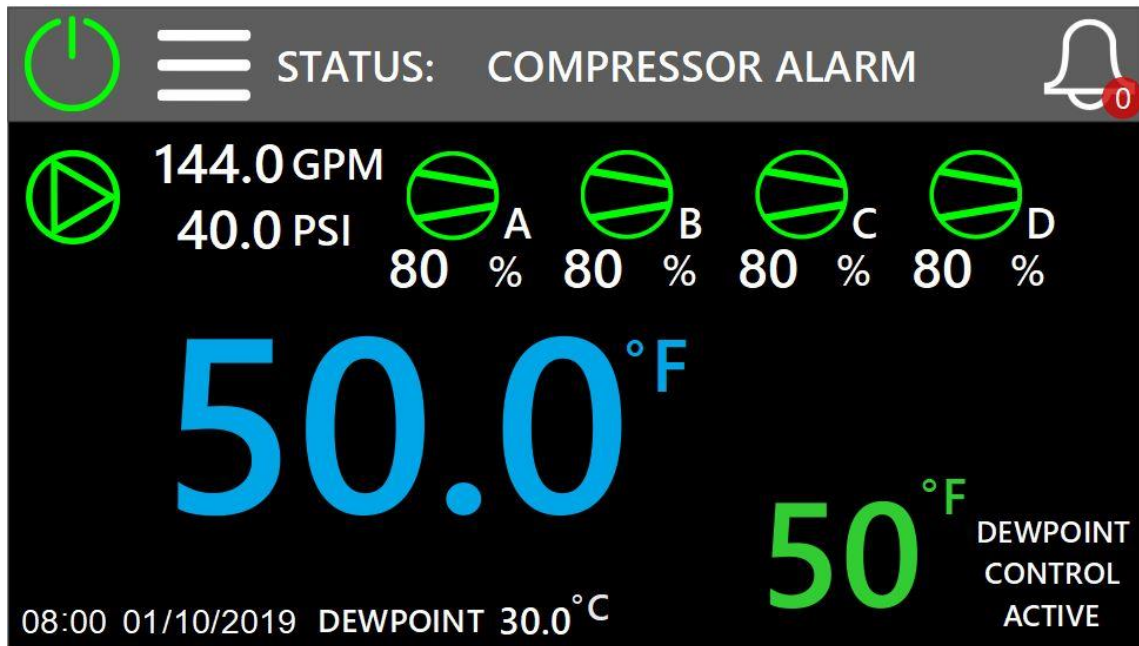 STATUS: COMPRESSOR ALARM
0
144.0 GPM
40.0 PSI
A B C D
80 % 80 % 80 % 80 %
50.0 °F
50 °F
DEWPOINT
CONTROL
ACTIVE
08:00 01/10/2019 DEWPOINT 30.0 °C